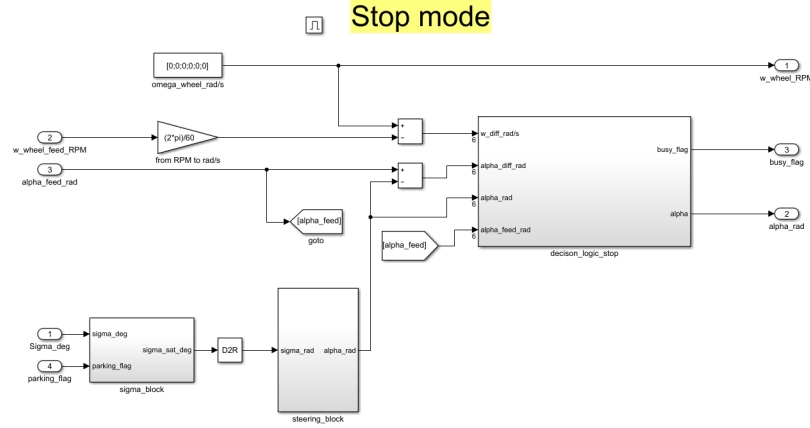 Stop mode
[0;0;0;0;0;0]
omega_wheel_rad/s
1
w_wheel_RPM
2
w_wheel_feed_RPM
(2*pi)/60
from RPM to rad/s
+
−
6
w_diff_rad/s
busy_flag
3
busy_flag
3
alpha_feed_rad
+
−
6
alpha_diff_rad
[alpha_feed]
goto
6
alpha_rad
alpha
2
alpha_rad
[alpha_feed]
6
alpha_feed_rad
decison_logic_stop
1
Sigma_deg
sigma_deg
sigma_sat_deg
D2R
sigma_rad
alpha_rad
4
parking_flag
parking_flag
sigma_block
steering_block